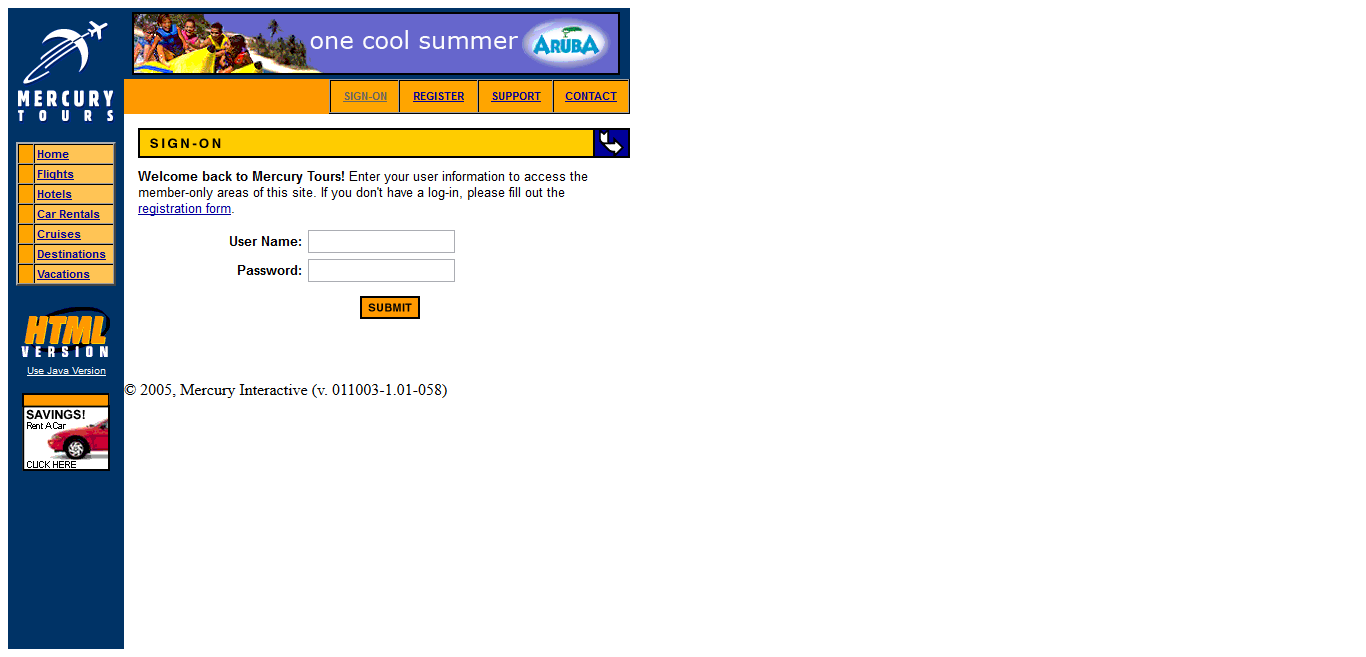 MERCURY
TOURS
one cool summer ARUBA
SIGN-ON REGISTER SUPPORT CONTACT
Home
Flights
Hotels
Car Rentals
Cruises
Destinations
Vacations
HTML
VERSION
Use Java Version
SAVINGS!
Rent A Car
CLICK HERE
SIGN-ON
Welcome back to Mercury Tours! Enter your user information to access the
member-only areas of this site. If you don't have a log-in, please fill out the
registration form.
User Name:
Password:
SUBMIT
© 2005, Mercury Interactive (v. 011003-1.01-058)